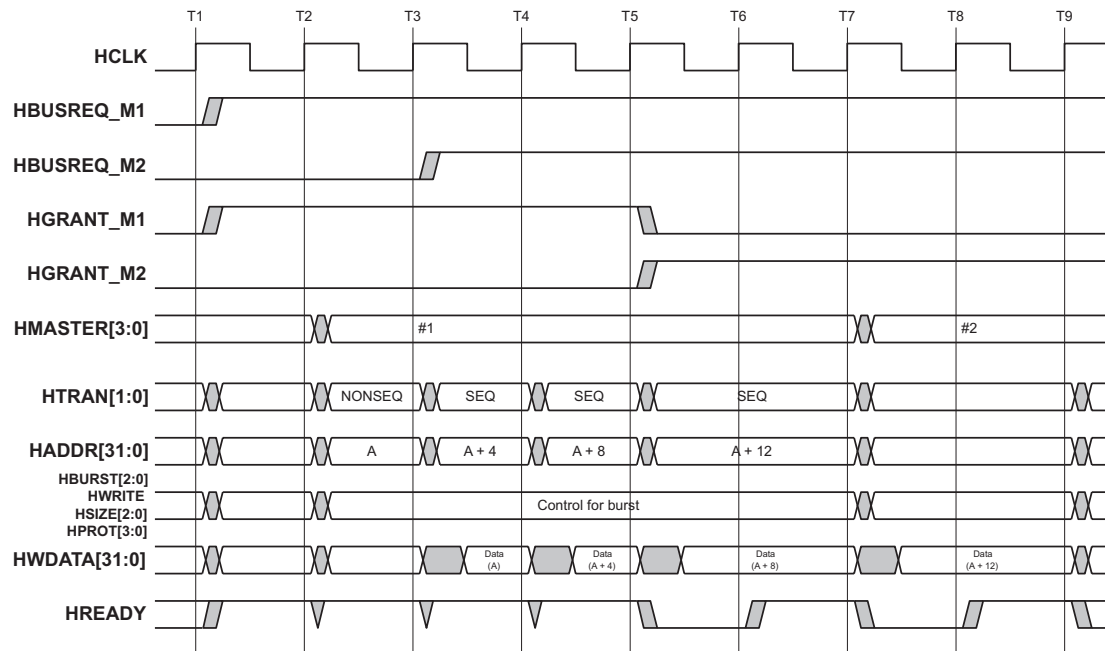 T1 T2 T3 T4 T5 T6 T7 T8 T9
HCLK
HBUSREQ_M1
HBUSREQ_M2
HGRANT_M1
HGRANT_M2
HMASTER[3:0] #1 #2
HTRAN[1:0] NONSEQ SEQ SEQ SEQ
HADDR[31:0] A A + 4 A + 8 A + 12
HBURST[2:0]
HWRITE
Control for burst
HSIZE[2:0]
HPROT[3:0]
HWDATA[31:0] Data Data Data Data
(A) (A + 4) (A + 8) (A + 12)
HREADY